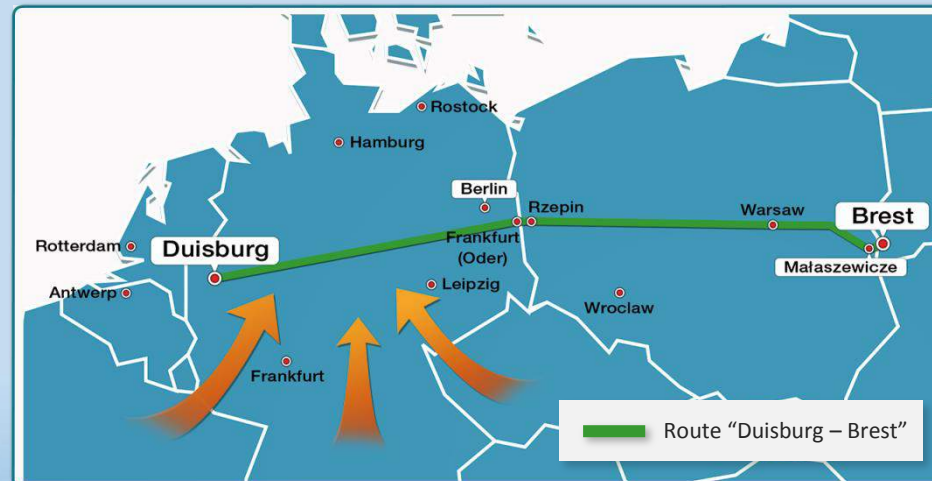 Rostock
Hamburg
Berlin
Rzepin
Warsaw
Brest
Rotterdam
Duisburg
Frankfurt
(Oder)
Małaszewicze
Antwerp
Leipzig
Wroclaw
Frankfurt
Route “Duisburg – Brest”